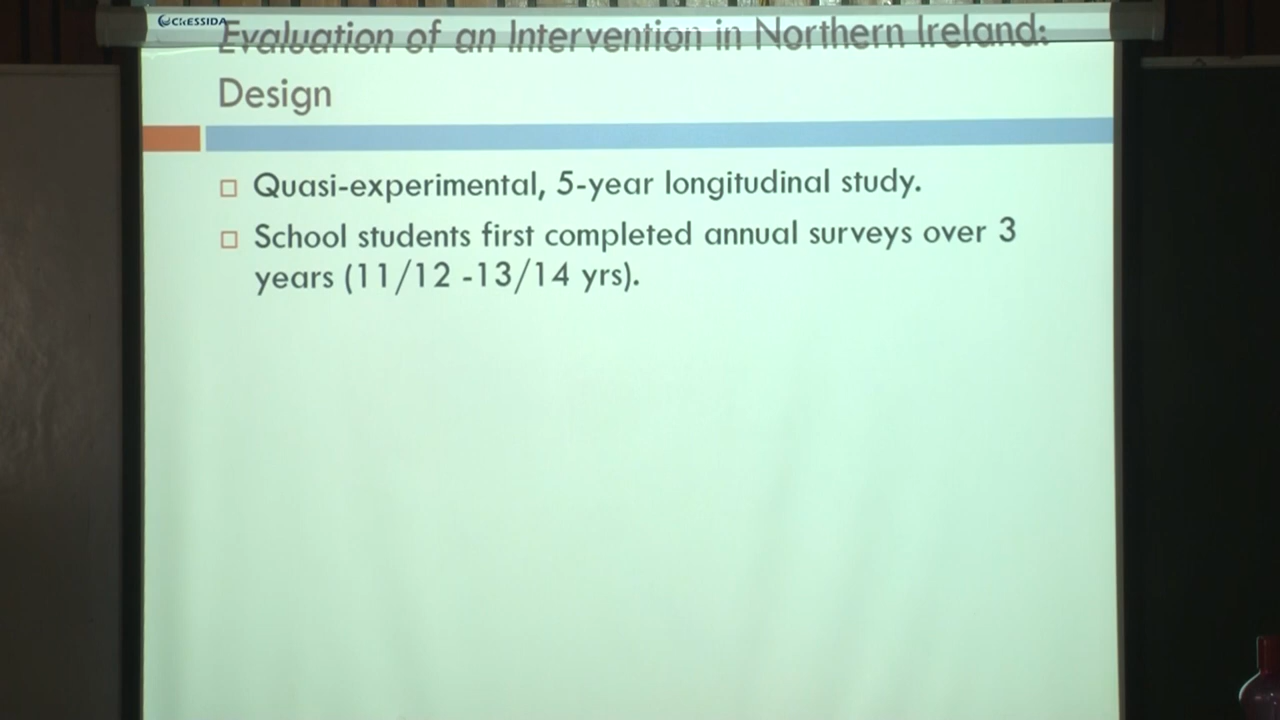 CRESSIDA
Evaluation of an Intervention in Northern Ireland:
Design
Quasi-experimental, 5-year longitudinal study.
School students first completed annual surveys over 3
years (11/12 -13/14 yrs).